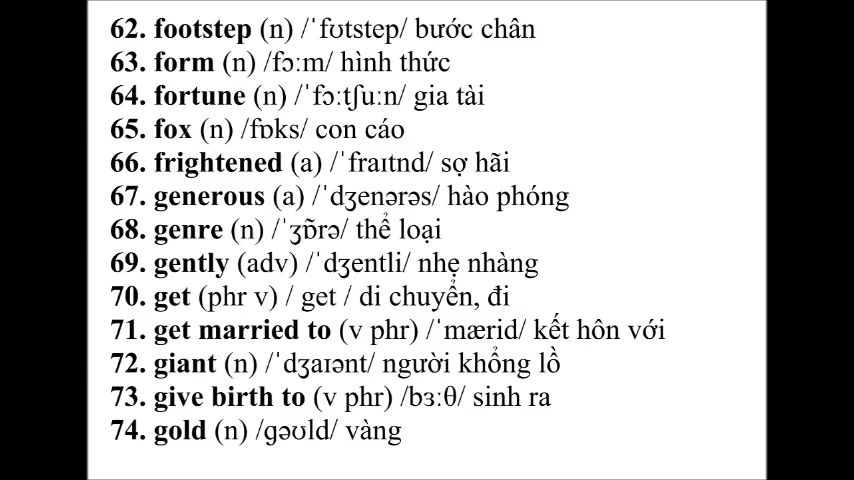 62. footstep (n) /ˈfʊtstep/ bước chân
63. form (n) /fɔːm/ hình thức
64. fortune (n) /ˈfɔːtʃuːn/ gia tài
65. fox (n) /fɒks/ con cáo
66. frightened (a) /ˈfraɪtnd/ sợ hãi
67. generous (a) /ˈdʒenərəs/ hào phóng
68. genre (n) /ˈʒɒ̃rə/ thể loại
69. gently (adv) /ˈdʒentli/ nhẹ nhàng
70. get (phr v) / get / di chuyển, đi
71. get married to (v phr) /ˈmærid/ kết hôn với
72. giant (n) /ˈdʒaɪənt/ người khổng lồ
73. give birth to (v phr) /bɜːθ/ sinh ra
74. gold (n) /ɡəʊld/ vàng